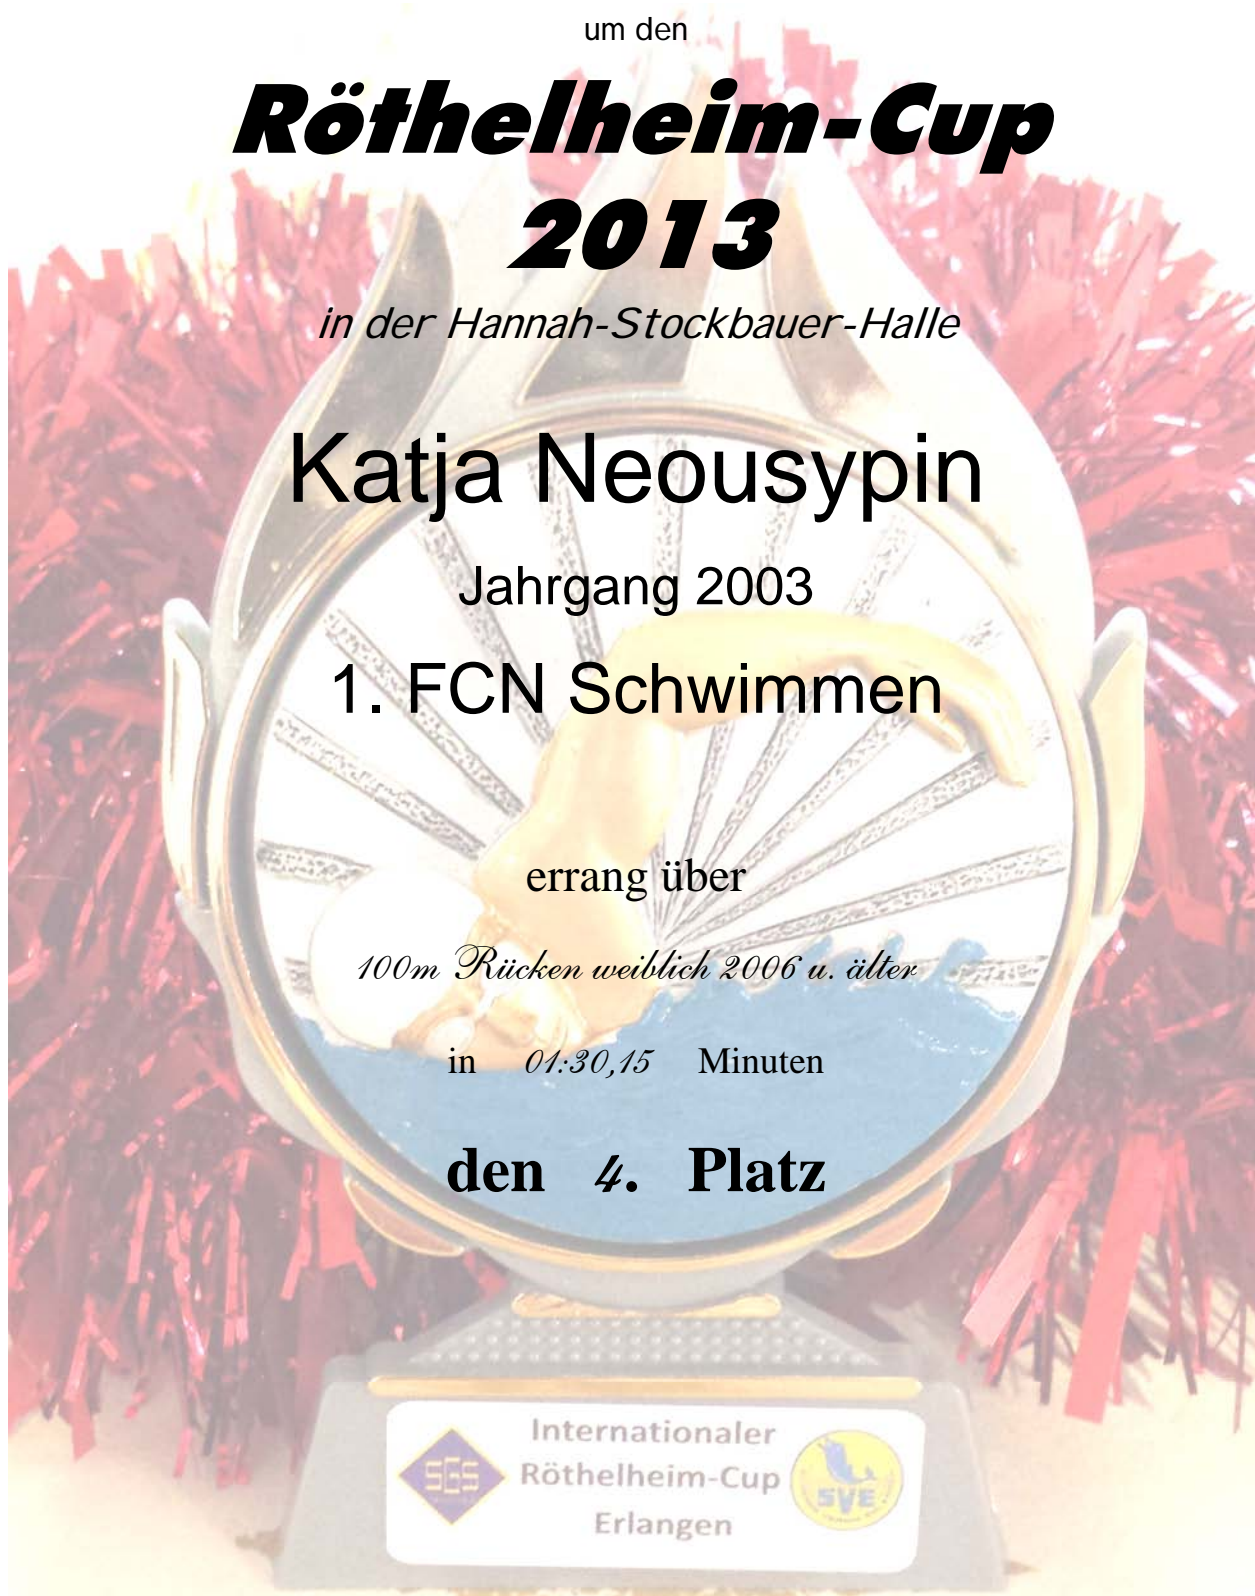 um den
Röthelheim-Cup
2013
in der Hannah-Stockbauer-Halle
Katja Neousypin
Jahrgang 2003
1. FCN Schwimmen
errang über
100m Rücken weiblich 2006 u. älter
in 01:30,15 Minuten
den 4. Platz
Internationaler
SGS Röthelheim-Cup SVE
Erlangen